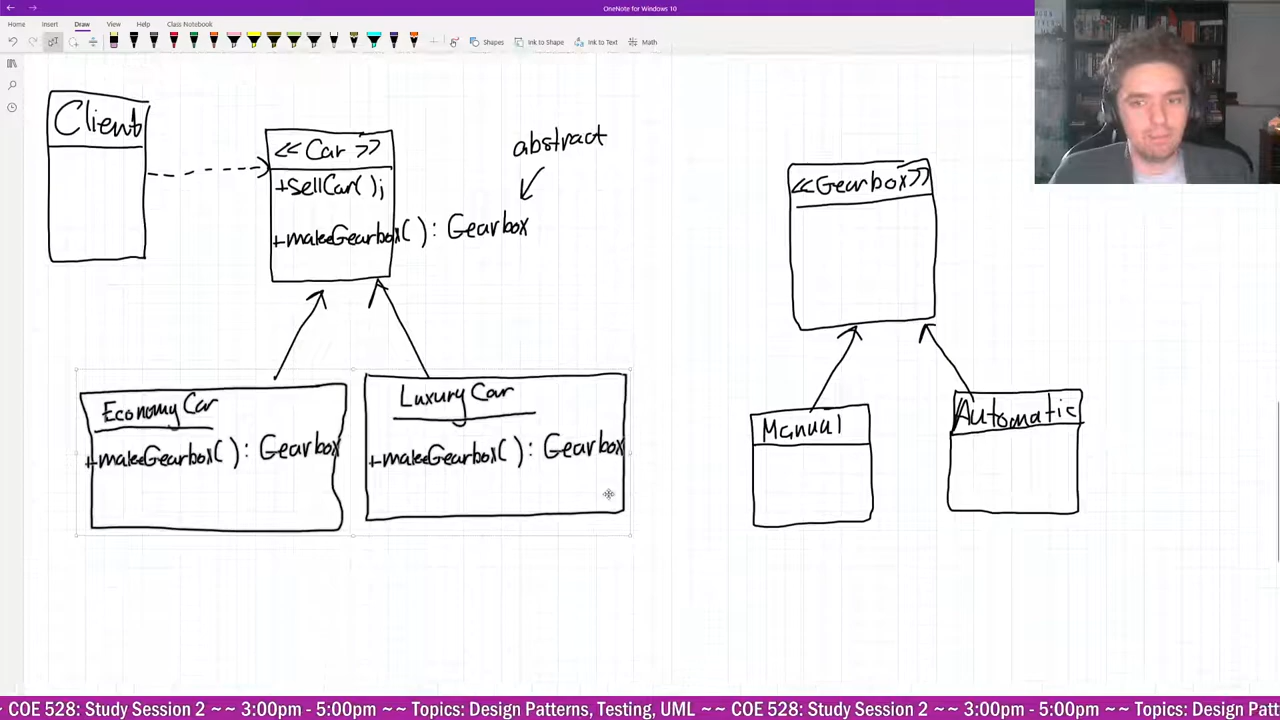 OneNote for Windows 10
Home Insert Draw View Help Class Notebook
Shapes Ink to Shape Ink to Text Math
Client
<< Car >>
+sellCar();
+makeGearbox(): Gearbox
abstract
<<Gearbox>>
EconomyCar
+makeGearbox(): Gearbox
LuxuryCar
+makeGearbox(): Gearbox
Manual
Automatic
~ COE 528: Study Session 2 ~~ 3:00pm - 5:00pm ~~ Topics: Design Patterns, Testing, UML ~~ COE 528: Study Session 2 ~~ 3:00pm - 5:00pm ~~ Topics: Design Patt